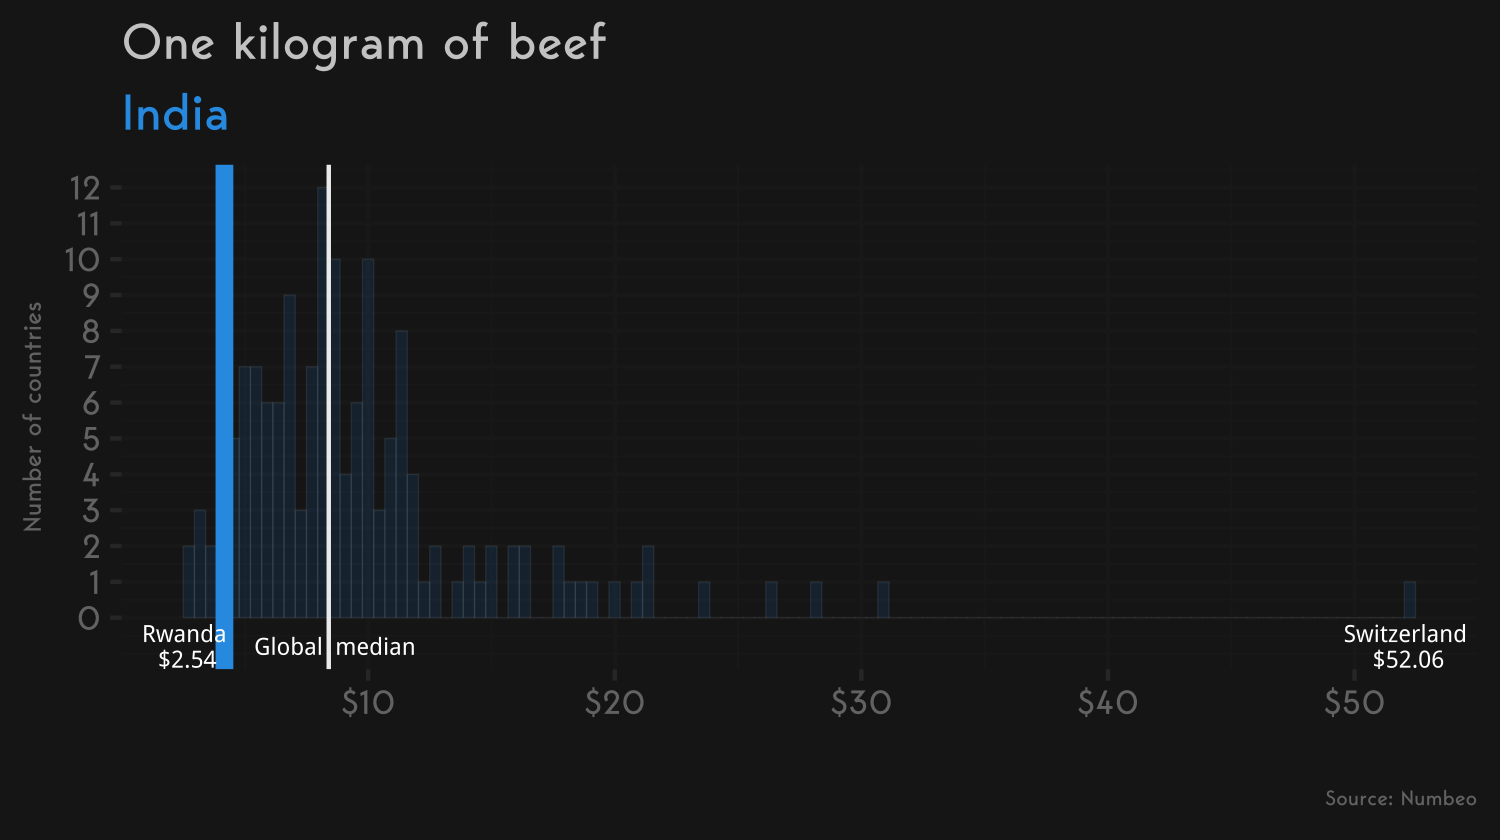 One kilogram of beef
India
Number of countries
12
11
10
9
8
7
6
5
4
3
2
1
0
Rwanda
$2.54
Global median
Switzerland
$52.06
$10 $20 $30 $40 $50
Source: Numbeo